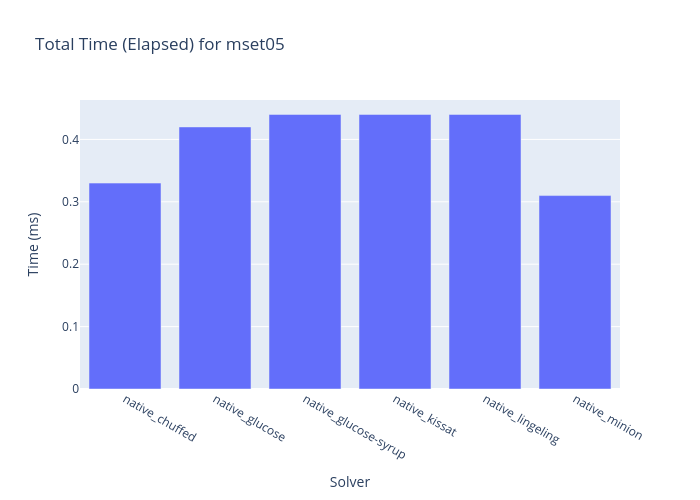 Total Time (Elapsed) for mset05
Time (ms)
0.4
0.3
0.2
0.1
0
native_chuffed
native_glucose
native_glucose-syrup
native_kissat
native_lingeling
native_minion
Solver